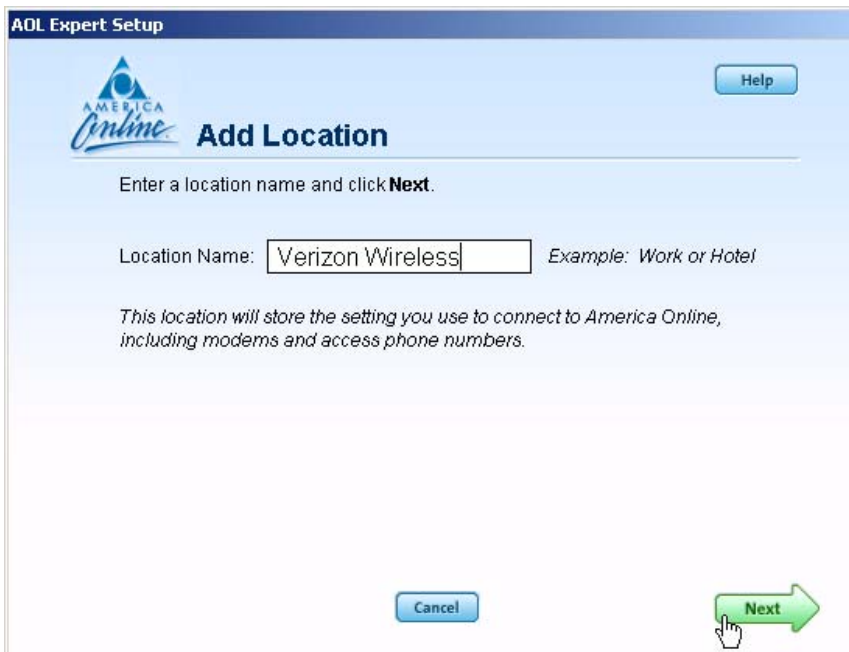 AOL Expert Setup
Help
AMERICA
Online
Add Location
Enter a location name and click Next.
Location Name: Verizon Wireless Example: Work or Hotel
This location will store the setting you use to connect to America Online,
including modems and access phone numbers.
Cancel
Next